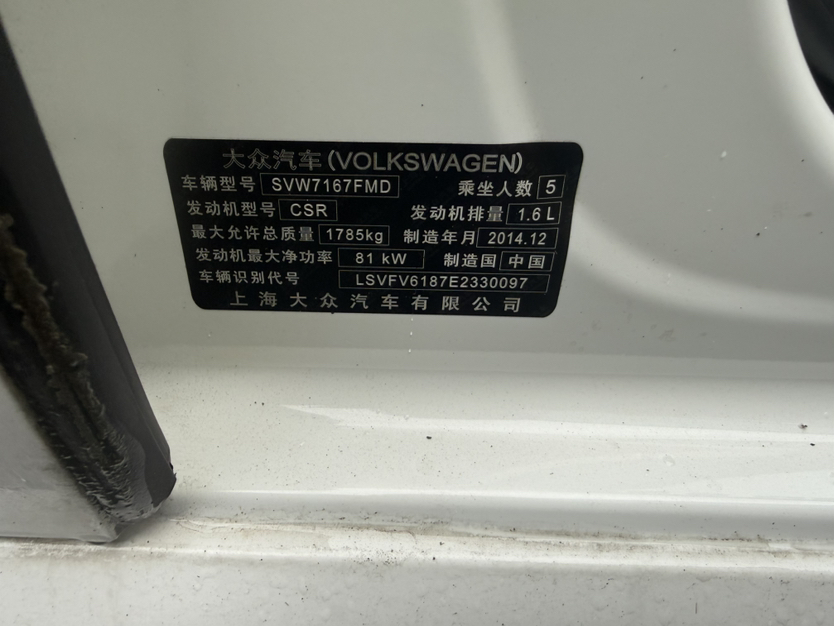 大众汽车(VOLKSWAGEN)
车辆型号 SVW7167FMD 乘坐人数 5
发动机型号 CSR 发动机排量 1.6 L
最大允许总质量 1785kg 制造年月 2014.12
发动机最大净功率 81 kW 制造国 中国
车辆识别代号 LSVFV6187E2330097
上海大众汽车有限公司